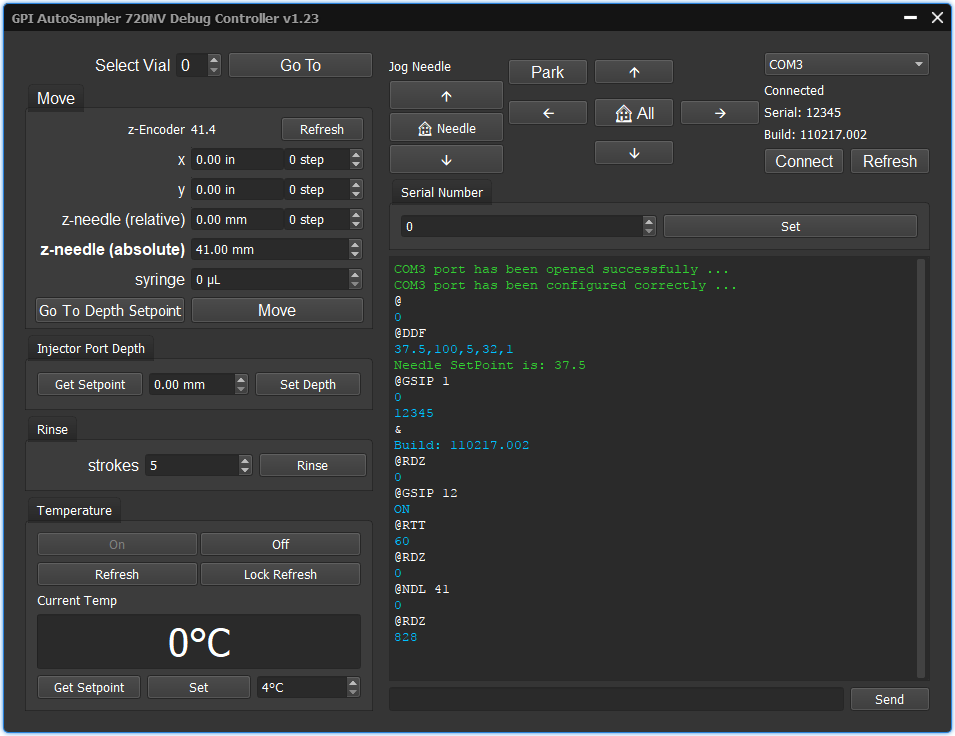 GPI AutoSampler 720NV Debug Controller v1.23
Select Vial 0 Go To
Move
z-Encoder 41.4 Refresh
x 0.00 in 0 step
y 0.00 in 0 step
z-needle (relative) 0.00 mm 0 step
z-needle (absolute) 41.00 mm
syringe 0 µL
Go To Depth Setpoint Move
Injector Port Depth
Get Setpoint 0.00 mm Set Depth
Rinse
strokes 5 Rinse
Temperature
On Off
Refresh Lock Refresh
Current Temp
0°C
Get Setpoint Set 4°C
Jog Needle
↑
Needle
↓
Park ↑
← All →
↓
COM3
Connected
Serial: 12345
Build: 110217.002
Connect Refresh
Serial Number
0 Set
COM3 port has been opened successfully ...
COM3 port has been configured correctly ...
@
0
@DDF
37.5,100,5,32,1
Needle SetPoint is: 37.5
@GSIP 1
0
12345
&
Build: 110217.002
@RDZ
0
@GSIP 12
ON
@RTT
60
@RDZ
0
@NDL 41
0
@RDZ
828
Send